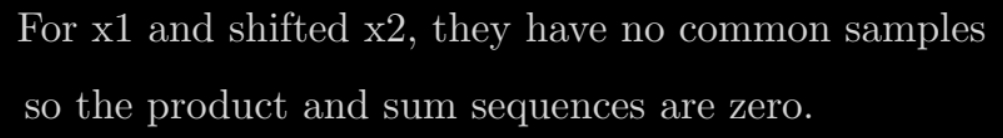 For x1 and shifted x2, they have no common samples
so the product and sum sequences are zero.